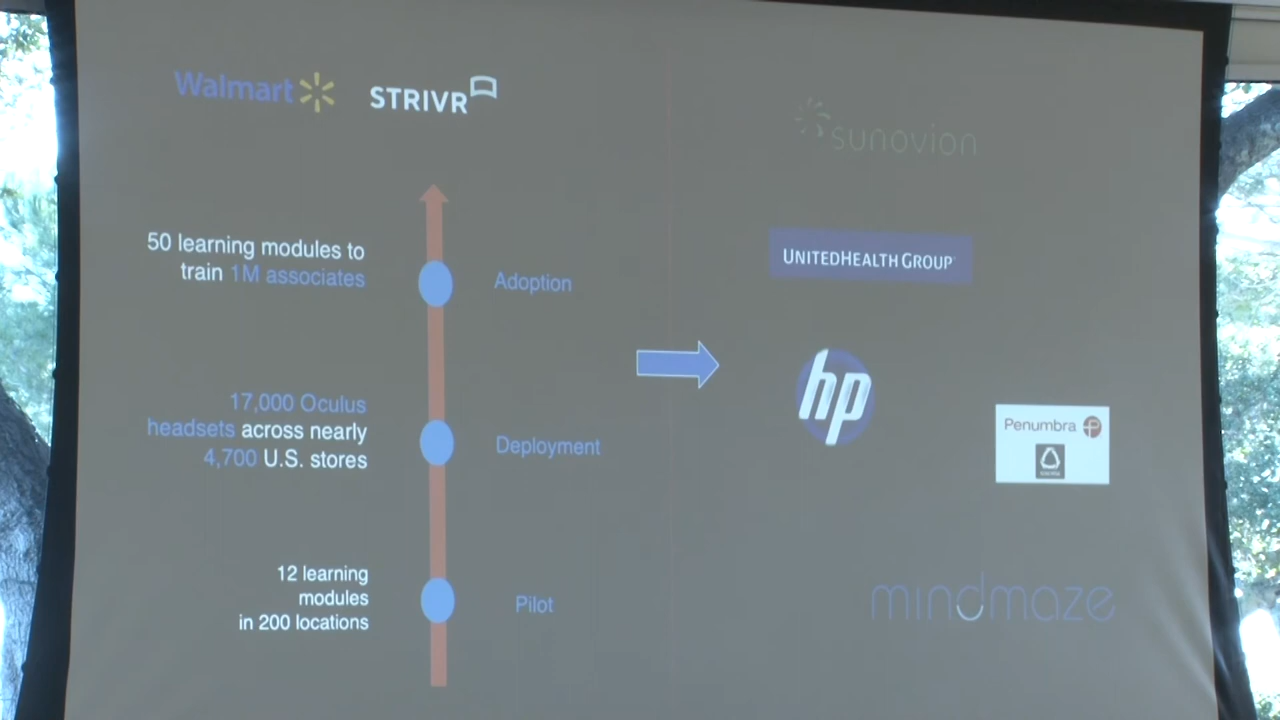 Walmart
STRIVR
50 learning modules to
train 1M associates
Adoption
17,000 Oculus
headsets across nearly
4,700 U.S. stores
Deployment
12 learning
modules
in 200 locations
Pilot
sunovion
UNITEDHEALTH GROUP
hp
Penumbra
mindmaze